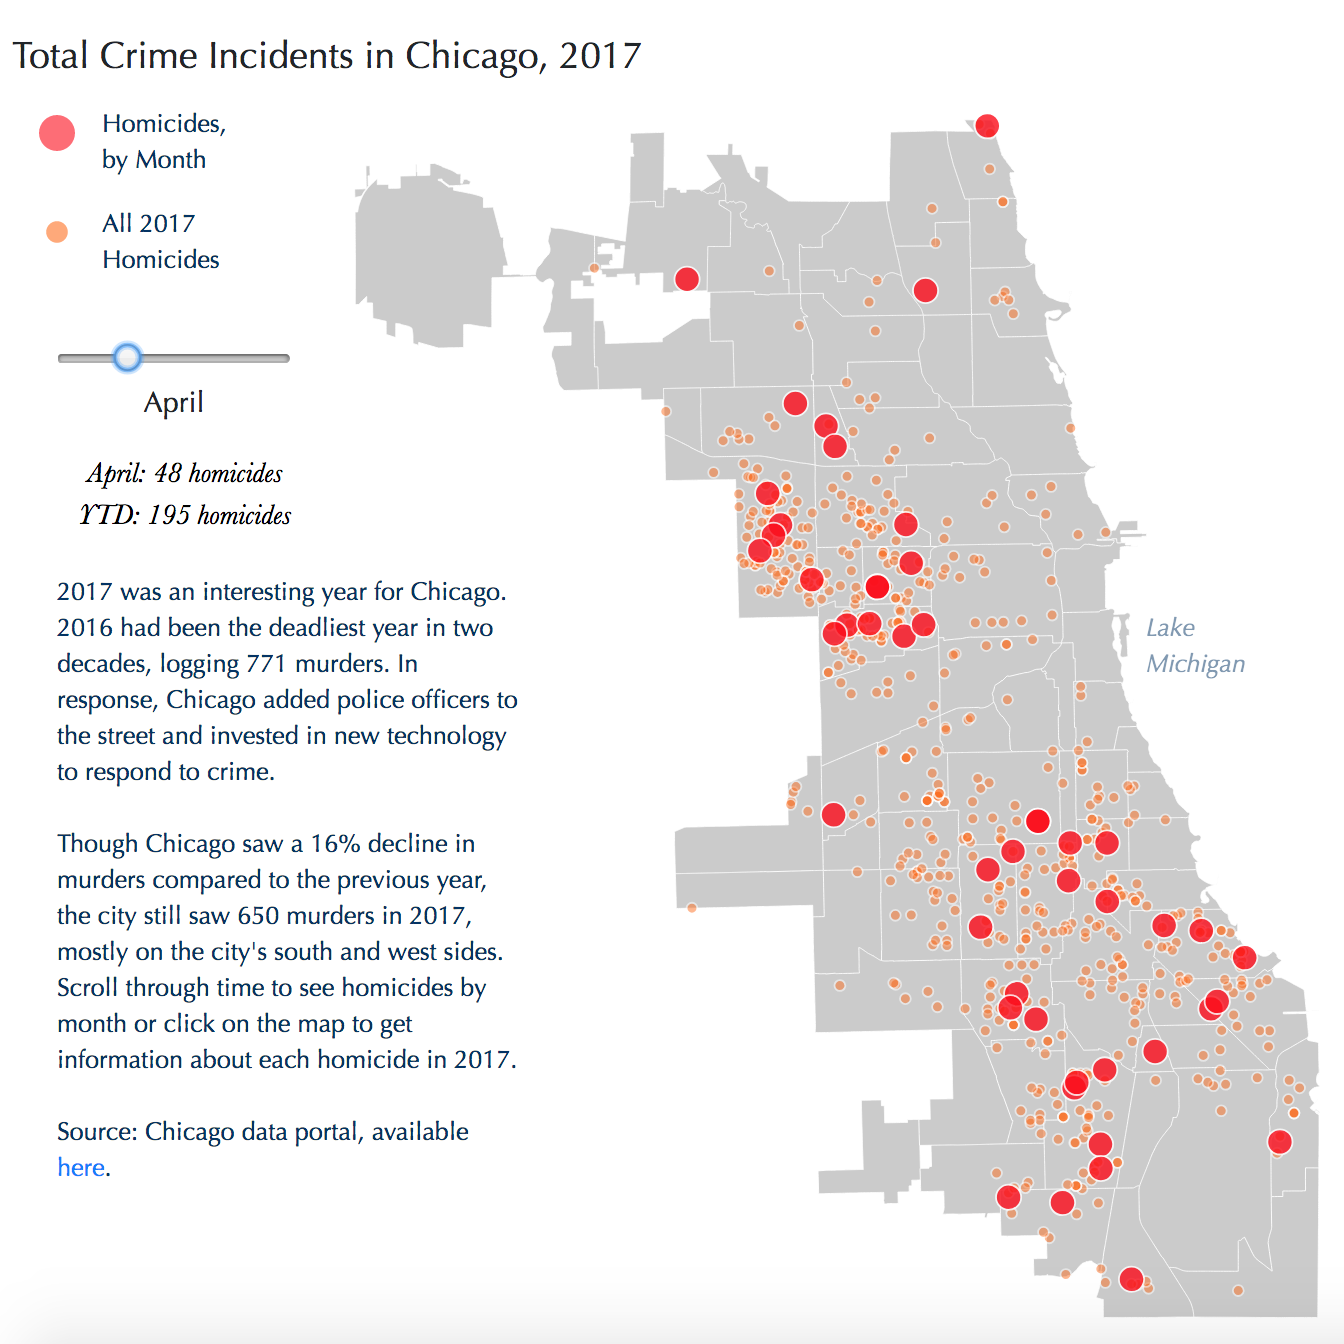 Total Crime Incidents in Chicago, 2017
Homicides,
by Month
All 2017
Homicides
April
April: 48 homicides
YTD: 195 homicides
2017 was an interesting year for Chicago.
2016 had been the deadliest year in two
decades, logging 771 murders. In
response, Chicago added police officers to
the street and invested in new technology
to respond to crime.
Though Chicago saw a 16% decline in
murders compared to the previous year,
the city still saw 650 murders in 2017,
mostly on the city's south and west sides.
Scroll through time to see homicides by
month or click on the map to get
information about each homicide in 2017.
Source: Chicago data portal, available
here.
Lake
Michigan